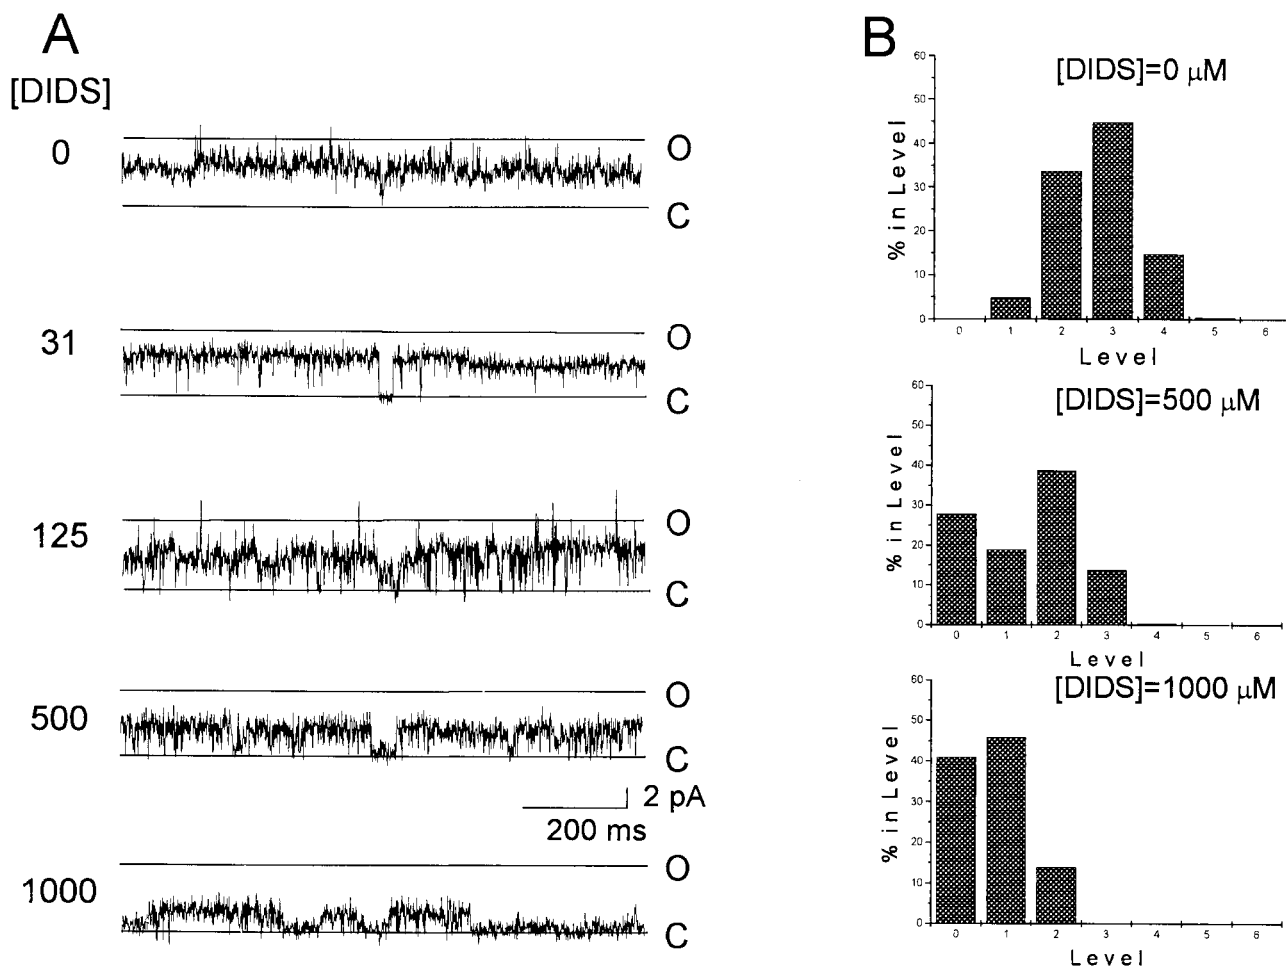 A
[DIDS]
0
O
C
31
O
C
125
O
C
500
O
C
2 pA
200 ms
1000
O
C
B
[DIDS]=0 μM
60
50
40
30
20
10
0
% in Level
0 1 2 3 4 5 6
Level
[DIDS]=500 μM
60
50
40
30
20
10
0
% in Level
0 1 2 3 4 5 6
Level
[DIDS]=1000 μM
60
50
40
30
20
10
0
% in Level
0 1 2 3 4 5 6
Level